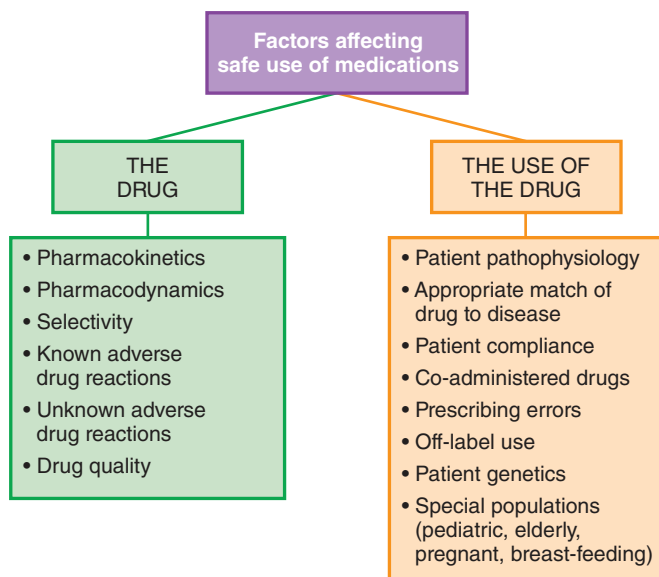 Factors affecting
safe use of medications
THE
DRUG
• Pharmacokinetics
• Pharmacodynamics
• Selectivity
• Known adverse
drug reactions
• Unknown adverse
drug reactions
• Drug quality
THE USE OF
THE DRUG
• Patient pathophysiology
• Appropriate match of
drug to disease
• Patient compliance
• Co-administered drugs
• Prescribing errors
• Off-label use
• Patient genetics
• Special populations
(pediatric, elderly,
pregnant, breast-feeding)